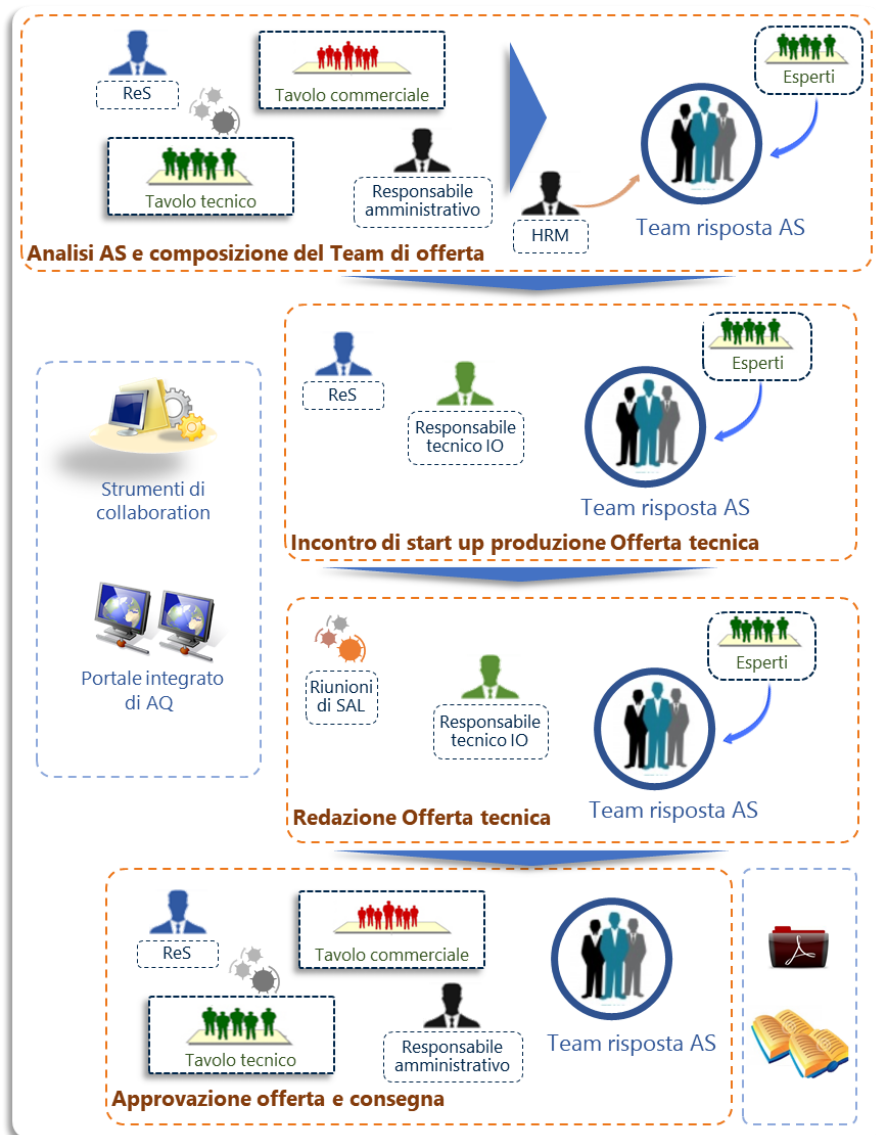 ReS
Tavolo commerciale
Esperti
Tavolo tecnico
Responsabile
amministrativo
HRM
Team risposta AS
Analisi AS e composizione del Team di offerta
ReS
Esperti
Responsabile
tecnico IO
Team risposta AS
Incontro di start up produzione Offerta tecnica
Strumenti di
collaboration
Portale integrato
di AQ
Riunioni
di SAL
Esperti
Responsabile
tecnico IO
Team risposta AS
Redazione Offerta tecnica
ReS
Tavolo commerciale
Tavolo tecnico
Responsabile
amministrativo
Team risposta AS
Approvazione offerta e consegna